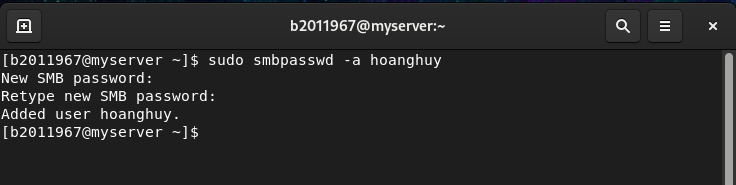 b2011967@myserver:~
[b2011967@myserver ~]$ sudo smbpasswd -a hoanghuy
New SMB password:
Retype new SMB password:
Added user hoanghuy.
[b2011967@myserver ~]$